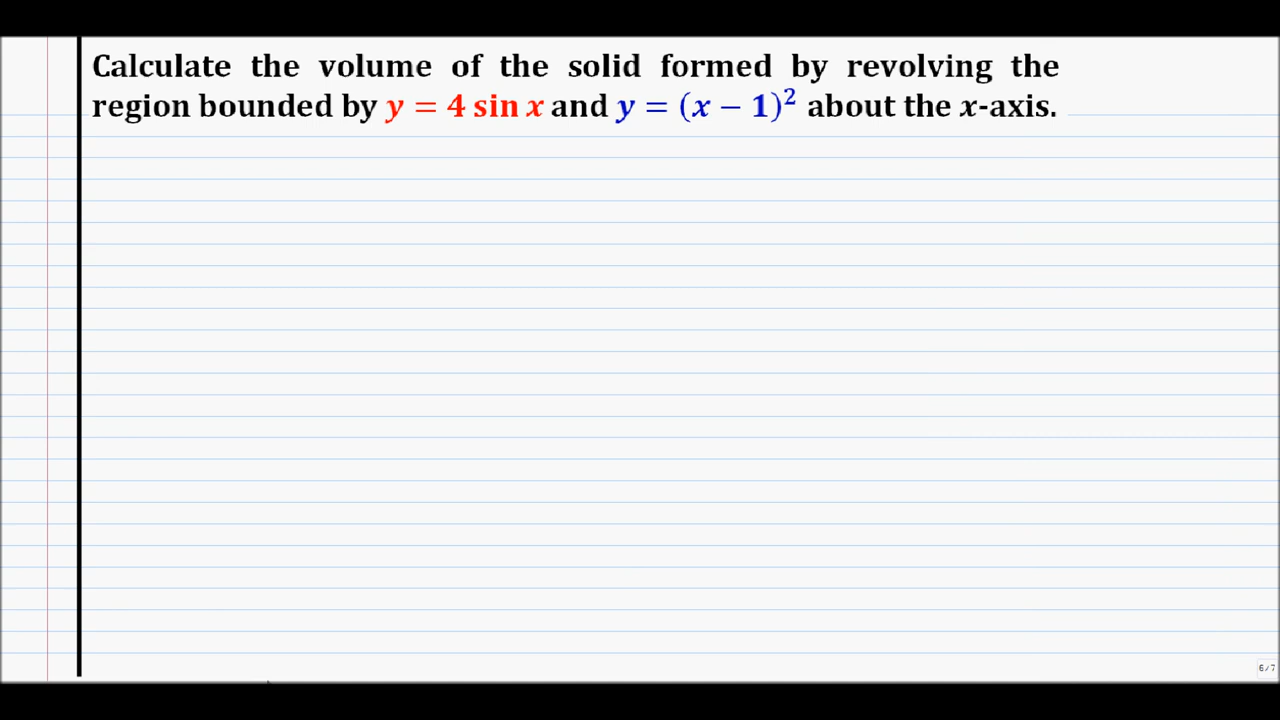 Calculate the volume of the solid formed by revolving the
region bounded by y = 4 sin x and y = (x − 1)² about the x-axis.
6/7